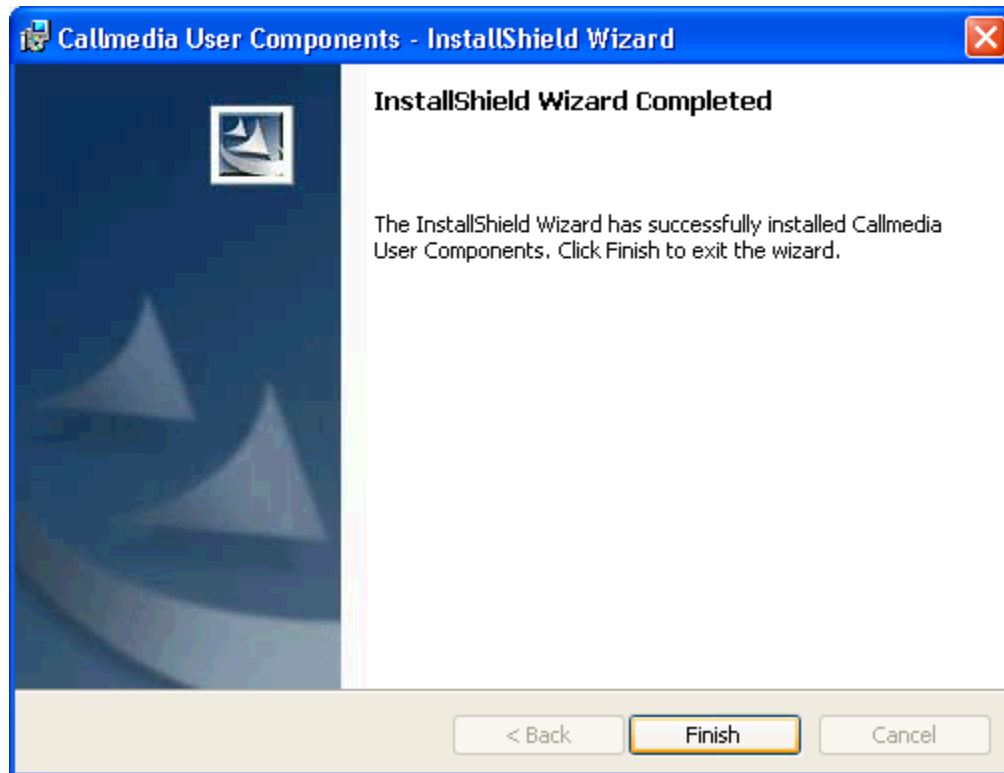 Callmedia User Components - InstallShield Wizard
InstallShield Wizard Completed
The InstallShield Wizard has successfully installed Callmedia
User Components. Click Finish to exit the wizard.
< Back Finish Cancel